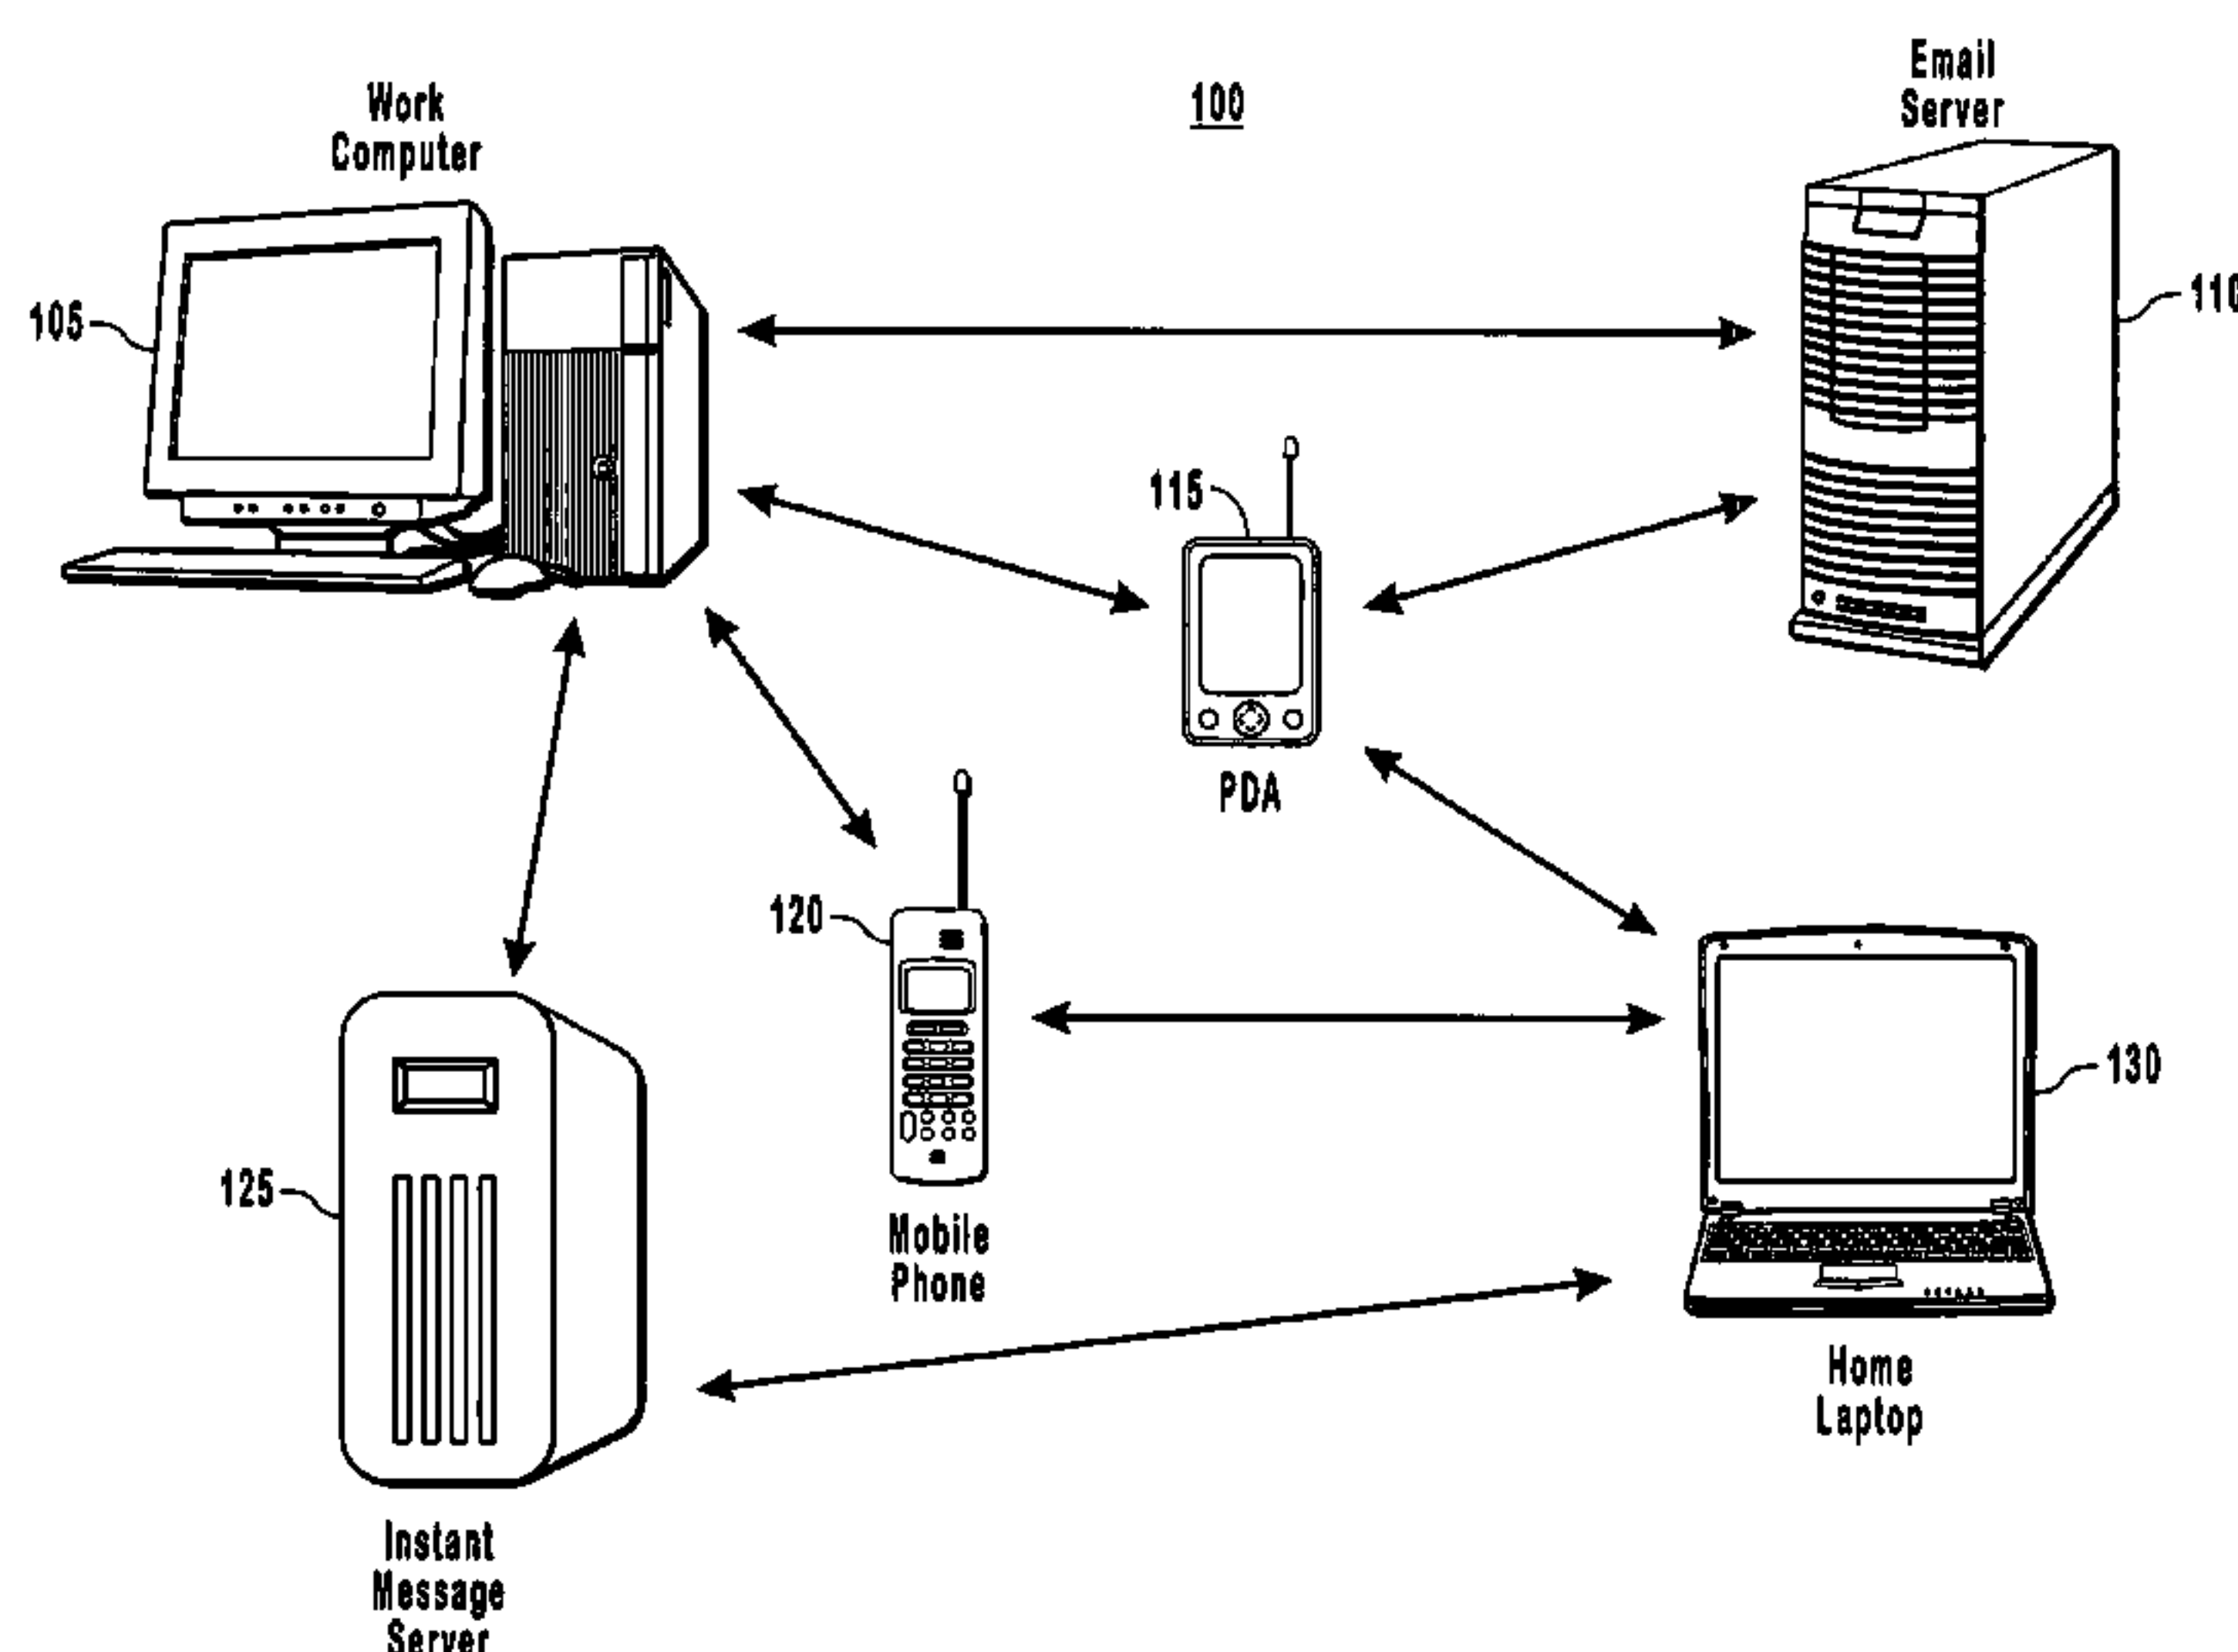 Work
Computer
100
Email
Server
105
110
115
PDA
120
Mobile
Phone
125
130
Home
Laptop
Instant
Message
Server